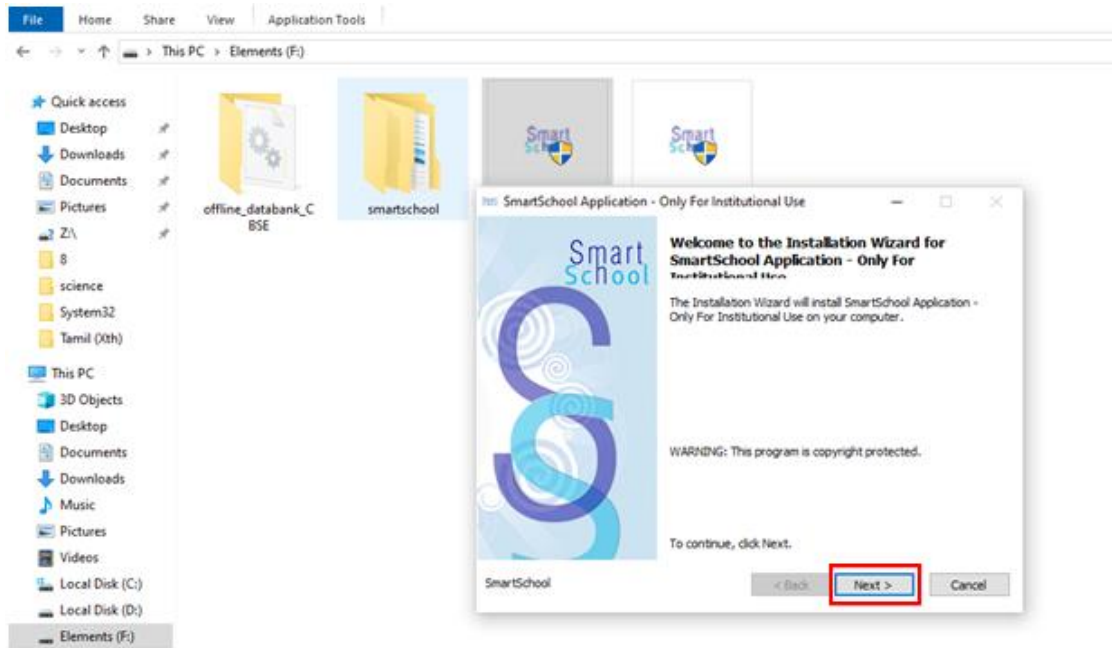 File Home Share View Application Tools
This PC > Elements (F:)
Quick access
Desktop
Downloads
Documents
Pictures
Z:\
8
science
System32
Tamil (Xth)
This PC
3D Objects
Desktop
Documents
Downloads
Music
Pictures
Videos
Local Disk (C:)
Local Disk (D:)
Elements (F:)
offline_databank_C
BSE
smartschool
Smart
School
Smart
School
SmartSchool Application - Only For Institutional Use
Smart
School
Welcome to the Installation Wizard for
SmartSchool Application - Only For
Institutional Use
The Installation Wizard will install SmartSchool Application -
Only For Institutional Use on your computer.
WARNING: This program is copyright protected.
To continue, click Next.
SmartSchool
< Back Next > Cancel